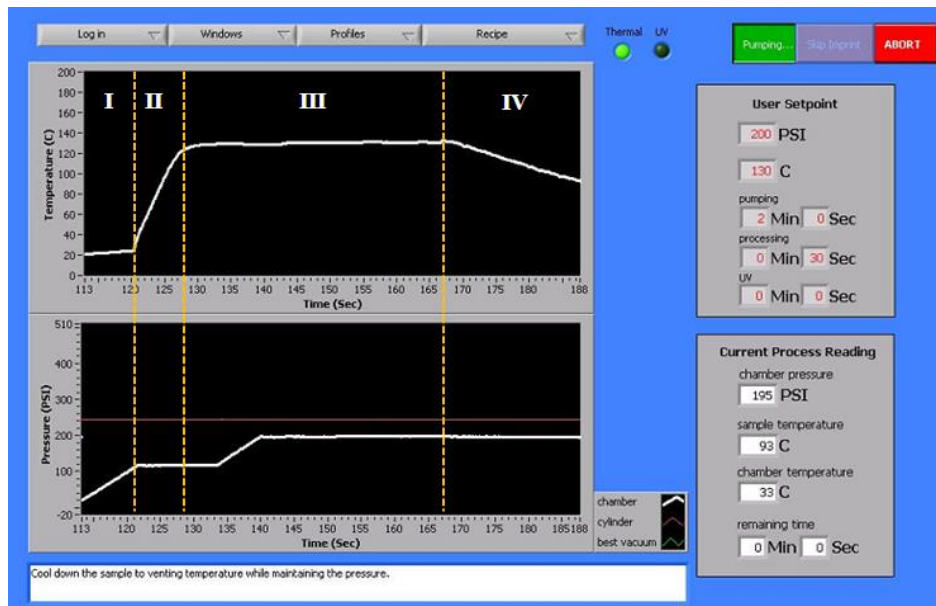 Log in Windows Profiles Recipe
Thermal UV
Pumping... Skip Imprint ABORT
200
180
160
140
120
100
80
60
40
20
0
Temperature (C)
I II III IV
113 120 125 130 135 140 145 150 155 160 165 170 175 180 188
Time (Sec)
510
400
300
200
100
-20
Pressure (PSI)
113 120 125 130 135 140 145 150 155 160 165 170 175 180 185 188
Time (Sec)
chamber
cylinder
best vacuum
User Setpoint
200 PSI
130 C
pumping
2 Min 0 Sec
processing
0 Min 30 Sec
UV
0 Min 0 Sec
Current Process Reading
chamber pressure
195 PSI
sample temperature
93 C
chamber temperature
33 C
remaining time
0 Min 0 Sec
Cool down the sample to venting temperature while maintaining the pressure.